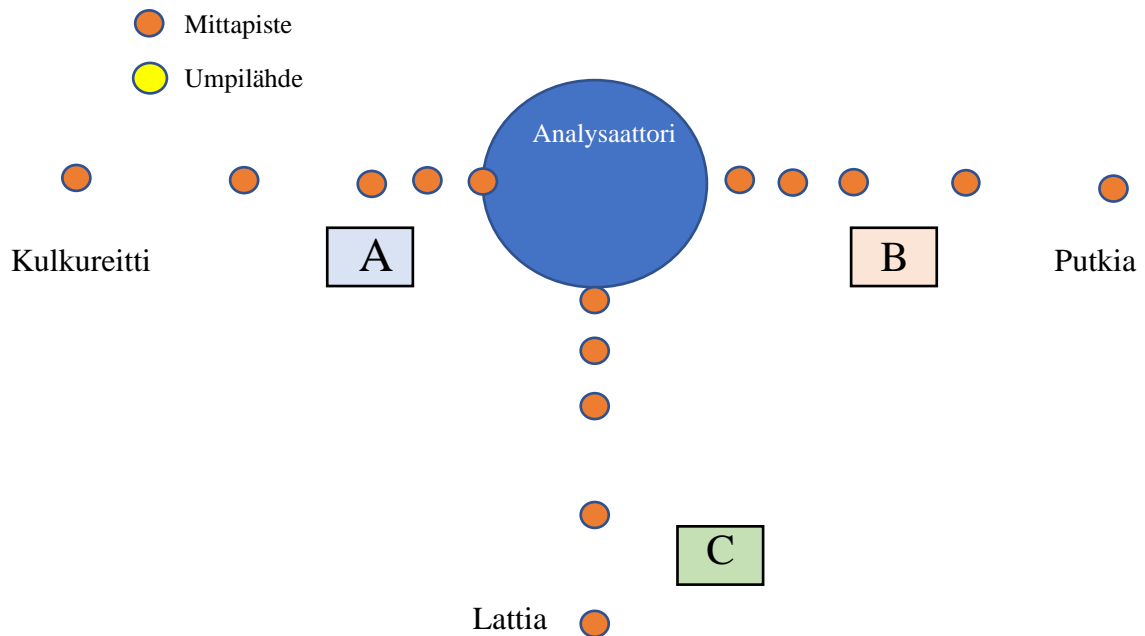 Mittapiste
Umpilähde
Analysaattori
Kulkureitti
A
B
Putkia
C
Lattia